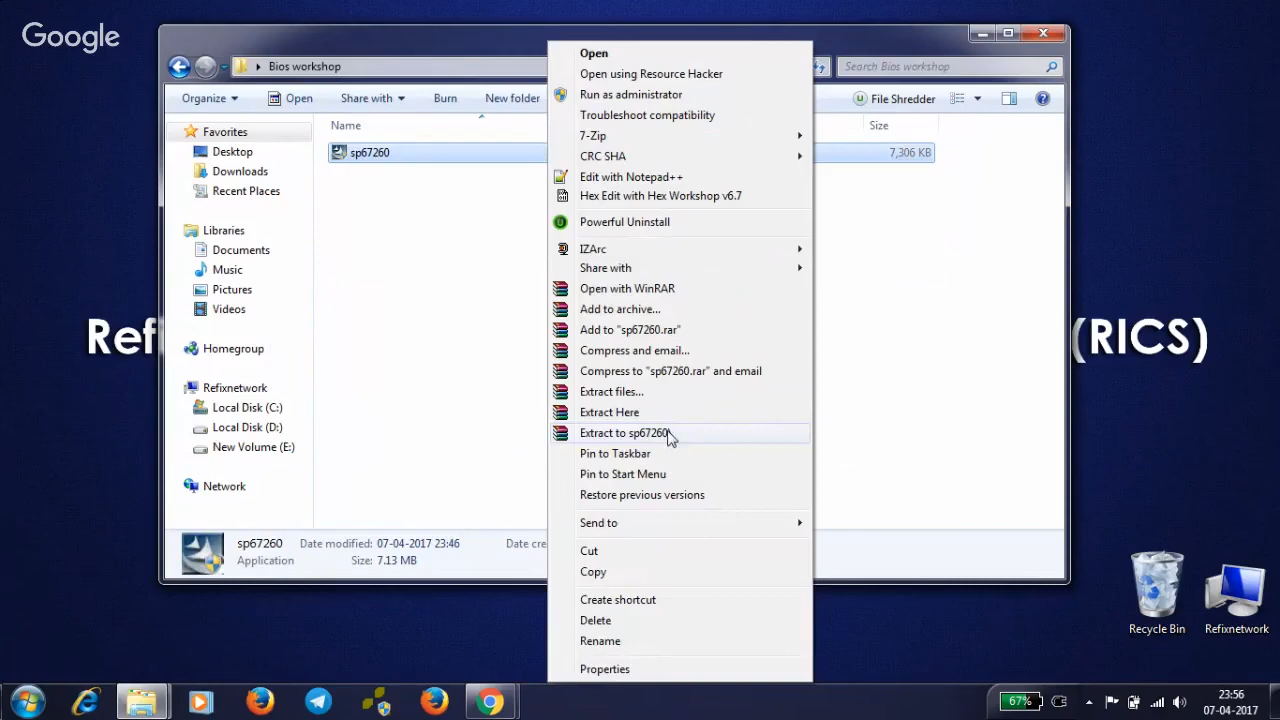 Google
Bios workshop
Search Bios workshop
Organize
Open
Share with
Burn
New folder
File Shredder
Name
Size
sp67260
7,306 KB
Favorites
Desktop
Downloads
Recent Places
Libraries
Documents
Music
Pictures
Videos
Homegroup
Refixnetwork
Local Disk (C:)
Local Disk (D:)
New Volume (E:)
Network
Open
Open using Resource Hacker
Run as administrator
Troubleshoot compatibility
7-Zip
CRC SHA
Edit with Notepad++
Hex Edit with Hex Workshop v6.7
Powerful Uninstall
IZArc
Share with
Open with WinRAR
Add to archive...
Add to "sp67260.rar"
Compress and email...
Compress to "sp67260.rar" and email
Extract files...
Extract Here
Extract to sp67260\
Pin to Taskbar
Pin to Start Menu
Restore previous versions
Send to
Cut
Copy
Create shortcut
Delete
Rename
Properties
sp67260
Date modified: 07-04-2017 23:46
Date cre
Application
Size: 7.13 MB
Ref
(RICS)
Recycle Bin
Refixnetwork
67%
23:56
07-04-2017